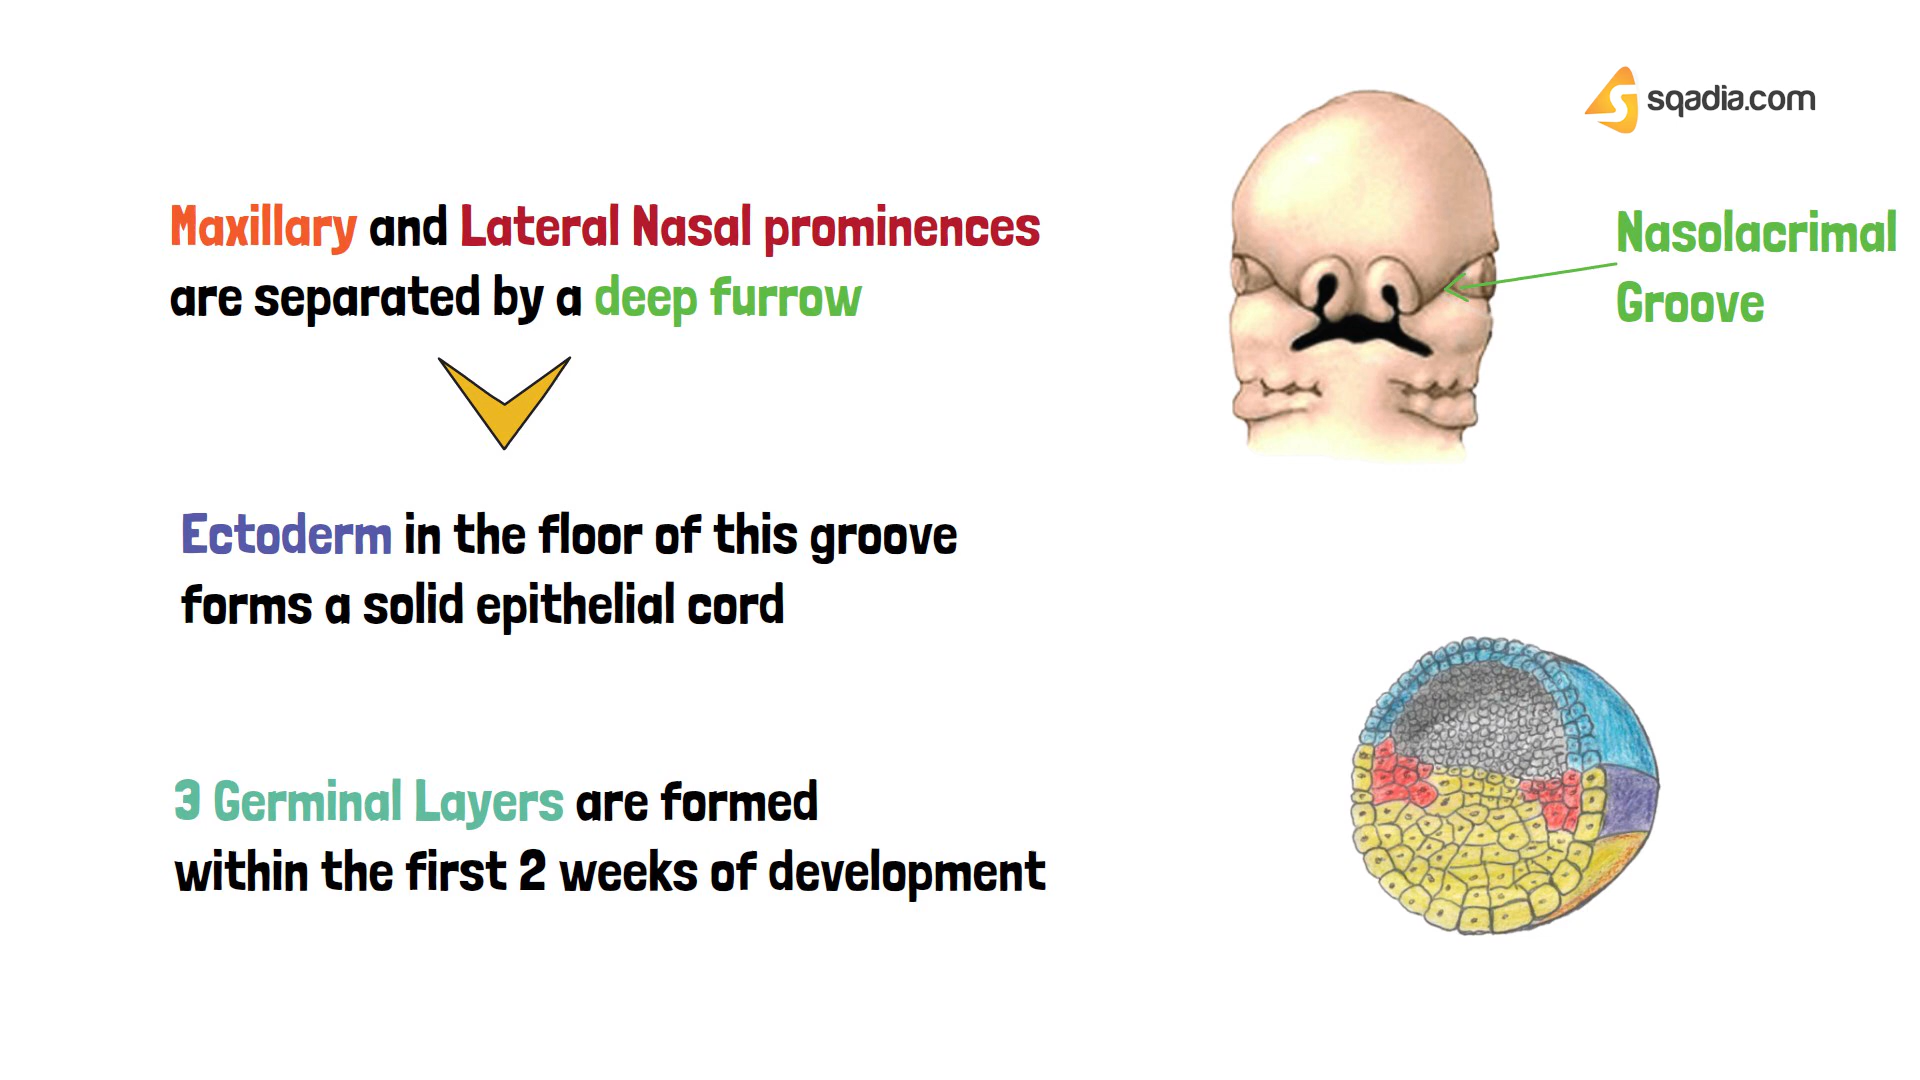 sqadia.com
Maxillary and Lateral Nasal prominences
are separated by a deep furrow
Nasolacrimal
Groove
Ectoderm in the floor of this groove
forms a solid epithelial cord
3 Germinal Layers are formed
within the first 2 weeks of development